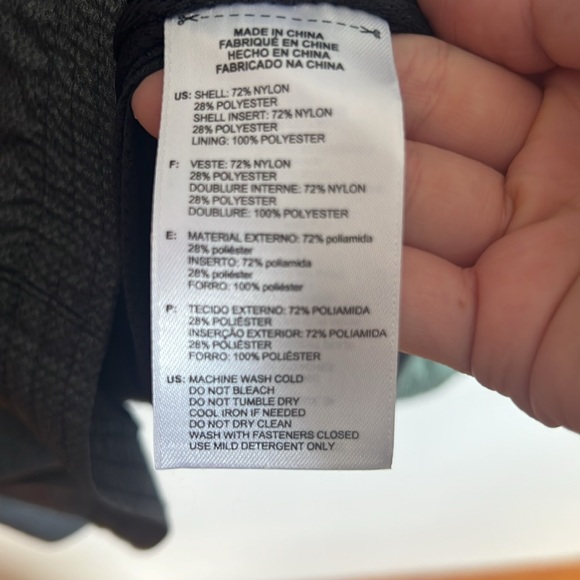 MADE IN CHINA
FABRIQUÉ EN CHINE
HECHO EN CHINA
FABRICADO NA CHINA
US: SHELL: 72% NYLON
28% POLYESTER
SHELL INSERT: 72% NYLON
28% POLYESTER
LINING: 100% POLYESTER
F: VESTE: 72% NYLON
28% POLYESTER
DOUBLURE INTERNE: 72% NYLON
28% POLYESTER
DOUBLURE: 100% POLYESTER
E: MATERIAL EXTERNO: 72% poliamida
28% poliéster
INSERTO: 72% poliamida
28% poliéster
FORRO: 100% poliéster
P: TECIDO EXTERNO: 72% POLIAMIDA
28% POLIÉSTER
INSERÇÃO EXTERIOR: 72% POLIAMIDA
28% POLIÉSTER
FORRO: 100% POLIÉSTER
US: MACHINE WASH COLD
DO NOT BLEACH
DO NOT TUMBLE DRY
COOL IRON IF NEEDED
DO NOT DRY CLEAN
WASH WITH FASTENERS CLOSED
USE MILD DETERGENT ONLY